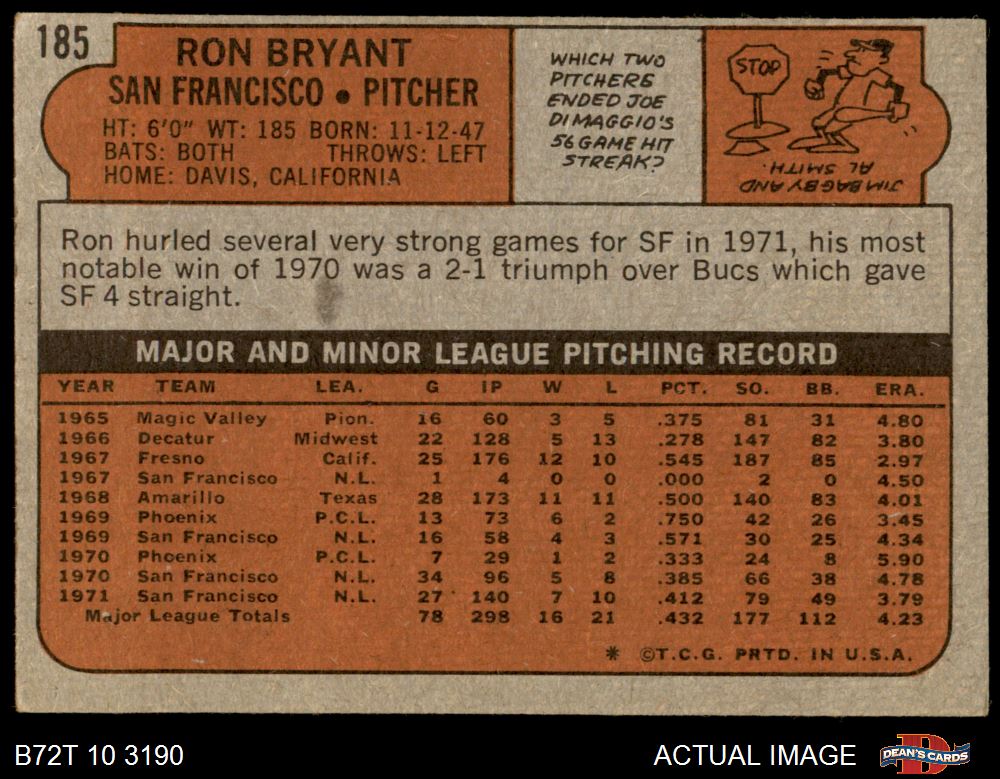 185
RON BRYANT
SAN FRANCISCO • PITCHER
HT: 6'0" WT: 185 BORN: 11-12-47
BATS: BOTH THROWS: LEFT
HOME: DAVIS, CALIFORNIA
WHICH TWO
PITCHERS
ENDED JOE
DIMAGGIO'S
56 GAME HIT
STREAK?
STOP
JIM BAGBY AND
AL SMITH.
Ron hurled several very strong games for SF in 1971, his most
notable win of 1970 was a 2-1 triumph over Bucs which gave
SF 4 straight.
MAJOR AND MINOR LEAGUE PITCHING RECORD
YEAR TEAM LEA. G IP W L PCT. SO. BB. ERA.
1965 Magic Valley Pion. 16 60 3 5 .375 81 31 4.80
1966 Decatur Midwest 22 128 5 13 .278 147 82 3.80
1967 Fresno Calif. 25 176 12 10 .545 187 85 2.97
1967 San Francisco N.L. 1 4 0 0 .000 2 0 4.50
1968 Amarillo Texas 28 173 11 11 .500 140 83 4.01
1969 Phoenix P.C.L. 13 73 6 2 .750 42 26 3.45
1969 San Francisco N.L. 16 58 4 3 .571 30 25 4.34
1970 Phoenix P.C.L. 7 29 1 2 .333 24 8 5.90
1970 San Francisco N.L. 34 96 5 8 .385 66 38 4.78
1971 San Francisco N.L. 27 140 7 10 .412 79 49 3.79
Major League Totals 78 298 16 21 .432 177 112 4.23
* ©T.C.G. PRTD. IN U.S.A.
B72T 10 3190 ACTUAL IMAGE DEAN'S CARDS